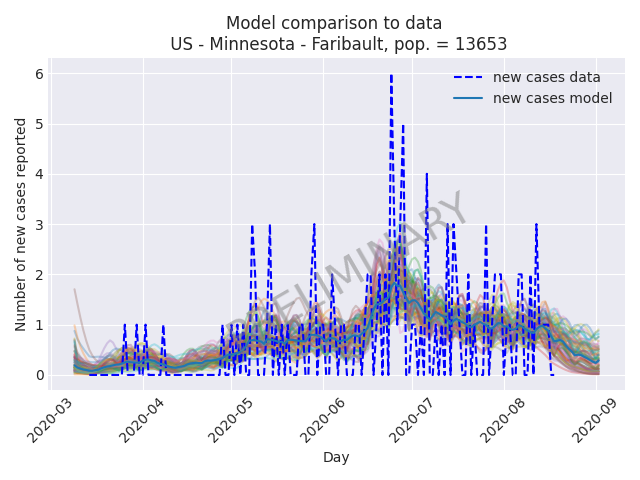 Model comparison to data
US - Minnesota - Faribault, pop. = 13653
new cases data
new cases model
Number of new cases reported
6
5
4
3
2
1
0
PRELIMINARY
2020-03
2020-04
2020-05
2020-06
2020-07
2020-08
2020-09
Day